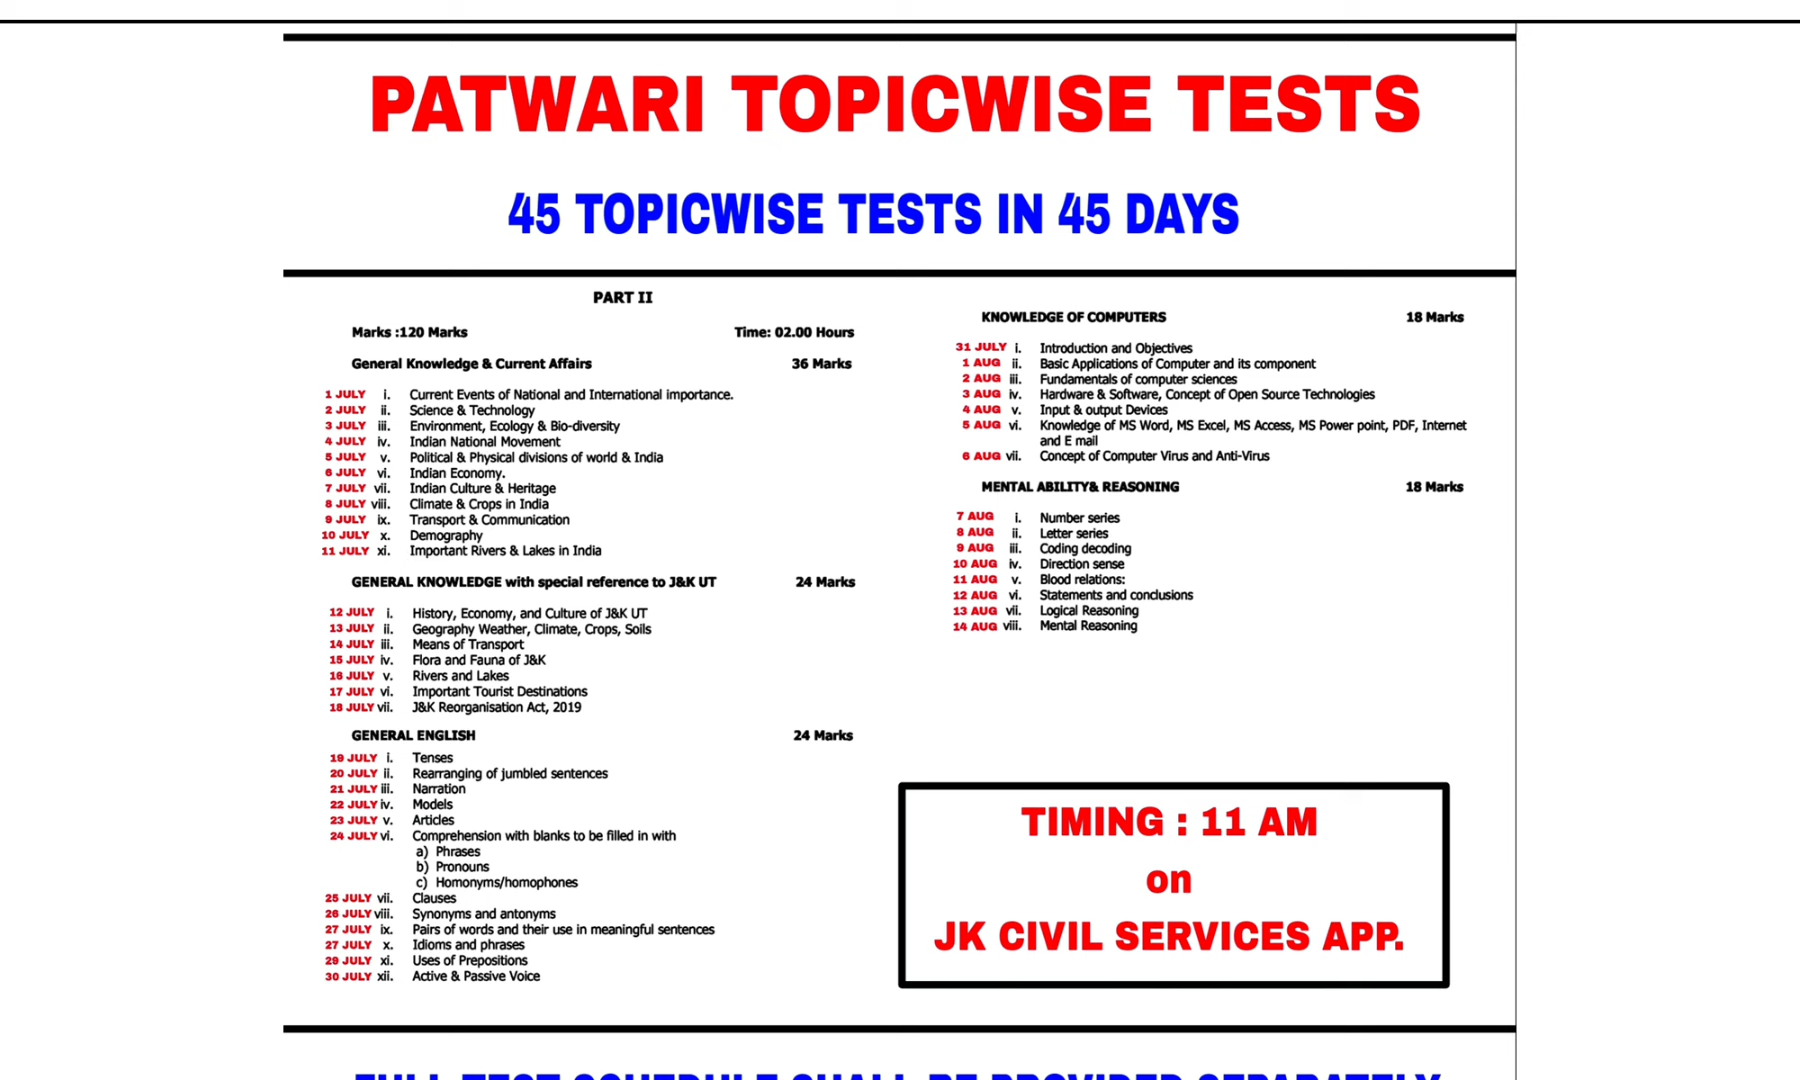 PATWARI TOPICWISE TESTS
45 TOPICWISE TESTS IN 45 DAYS
PART II
Marks :120 Marks Time: 02.00 Hours
General Knowledge & Current Affairs 36 Marks
1 JULY i. Current Events of National and International importance.
2 JULY ii. Science & Technology
3 JULY iii. Environment, Ecology & Bio-diversity
4 JULY iv. Indian National Movement
5 JULY v. Political & Physical divisions of world & India
6 JULY vi. Indian Economy.
7 JULY vii. Indian Culture & Heritage
8 JULY viii. Climate & Crops in India
9 JULY ix. Transport & Communication
10 JULY x. Demography
11 JULY xi. Important Rivers & Lakes in India
GENERAL KNOWLEDGE with special reference to J&K UT 24 Marks
12 JULY i. History, Economy, and Culture of J&K UT
13 JULY ii. Geography Weather, Climate, Crops, Soils
14 JULY iii. Means of Transport
15 JULY iv. Flora and Fauna of J&K
16 JULY v. Rivers and Lakes
17 JULY vi. Important Tourist Destinations
18 JULY vii. J&K Reorganisation Act, 2019
GENERAL ENGLISH 24 Marks
19 JULY i. Tenses
20 JULY ii. Rearranging of jumbled sentences
21 JULY iii. Narration
22 JULY iv. Models
23 JULY v. Articles
24 JULY vi. Comprehension with blanks to be filled in with
a) Phrases
b) Pronouns
c) Homonyms/homophones
25 JULY vii. Clauses
26 JULY viii. Synonyms and antonyms
27 JULY ix. Pairs of words and their use in meaningful sentences
27 JULY x. Idioms and phrases
29 JULY xi. Uses of Prepositions
30 JULY xii. Active & Passive Voice
KNOWLEDGE OF COMPUTERS 18 Marks
31 JULY i. Introduction and Objectives
1 AUG ii. Basic Applications of Computer and its component
2 AUG iii. Fundamentals of computer sciences
3 AUG iv. Hardware & Software, Concept of Open Source Technologies
4 AUG v. Input & output Devices
5 AUG vi. Knowledge of MS Word, MS Excel, MS Access, MS Power point, PDF, Internet
and E mail
6 AUG vii. Concept of Computer Virus and Anti-Virus
MENTAL ABILITY& REASONING 18 Marks
7 AUG i. Number series
8 AUG ii. Letter series
9 AUG iii. Coding decoding
10 AUG iv. Direction sense
11 AUG v. Blood relations:
12 AUG vi. Statements and conclusions
13 AUG vii. Logical Reasoning
14 AUG viii. Mental Reasoning
TIMING : 11 AM
on
JK CIVIL SERVICES APP.
FULL TEST SCHEDULE SHALL BE PROVIDED SEPARATELY